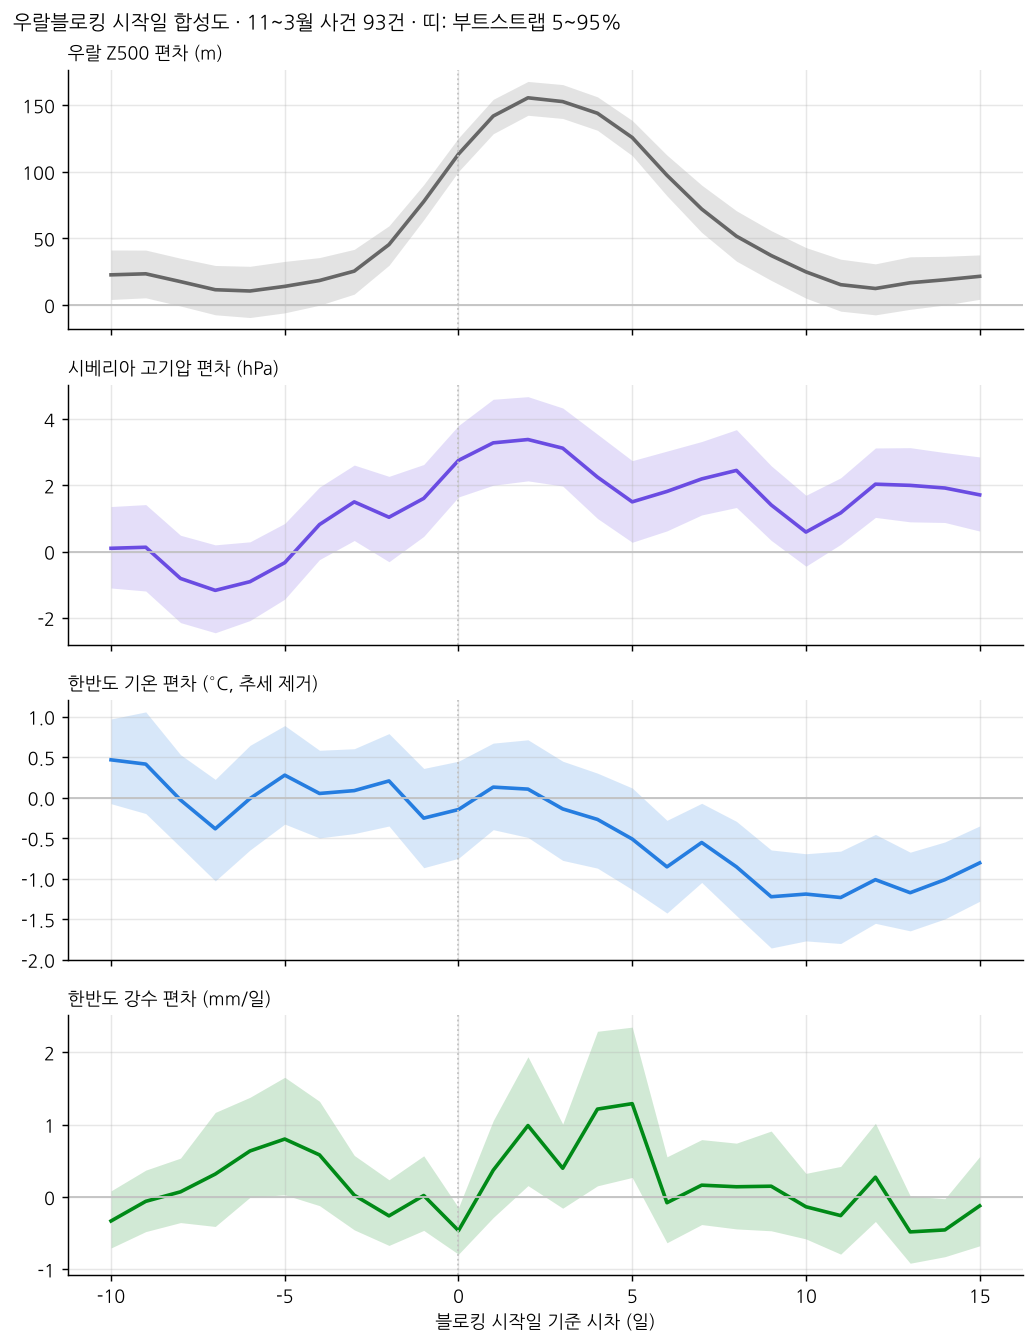 우랄블로킹 시작일 합성도 · 11~3월 사건 93건 · 띠: 부트스트랩 5~95%
우랄 Z500 편차 (m)
150
100
50
0
시베리아 고기압 편차 (hPa)
4
2
0
-2
한반도 기온 편차 (°C, 추세 제거)
1.0
0.5
0.0
-0.5
-1.0
-1.5
-2.0
한반도 강수 편차 (mm/일)
2
1
0
-1
-10 -5 0 5 10 15
블로킹 시작일 기준 시차 (일)